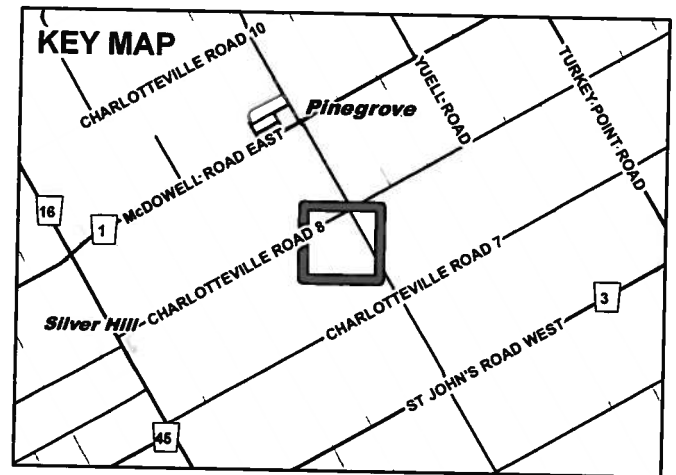 KEY MAP
CHARLOTTEVILLE ROAD 10
Pinegrove
YUELL ROAD
TURKEY POINT ROAD
McDOWELL ROAD EAST
16
1
CHARLOTTEVILLE ROAD 8
CHARLOTTEVILLE ROAD 7
3
Silver Hill
ST JOHN'S ROAD WEST
45